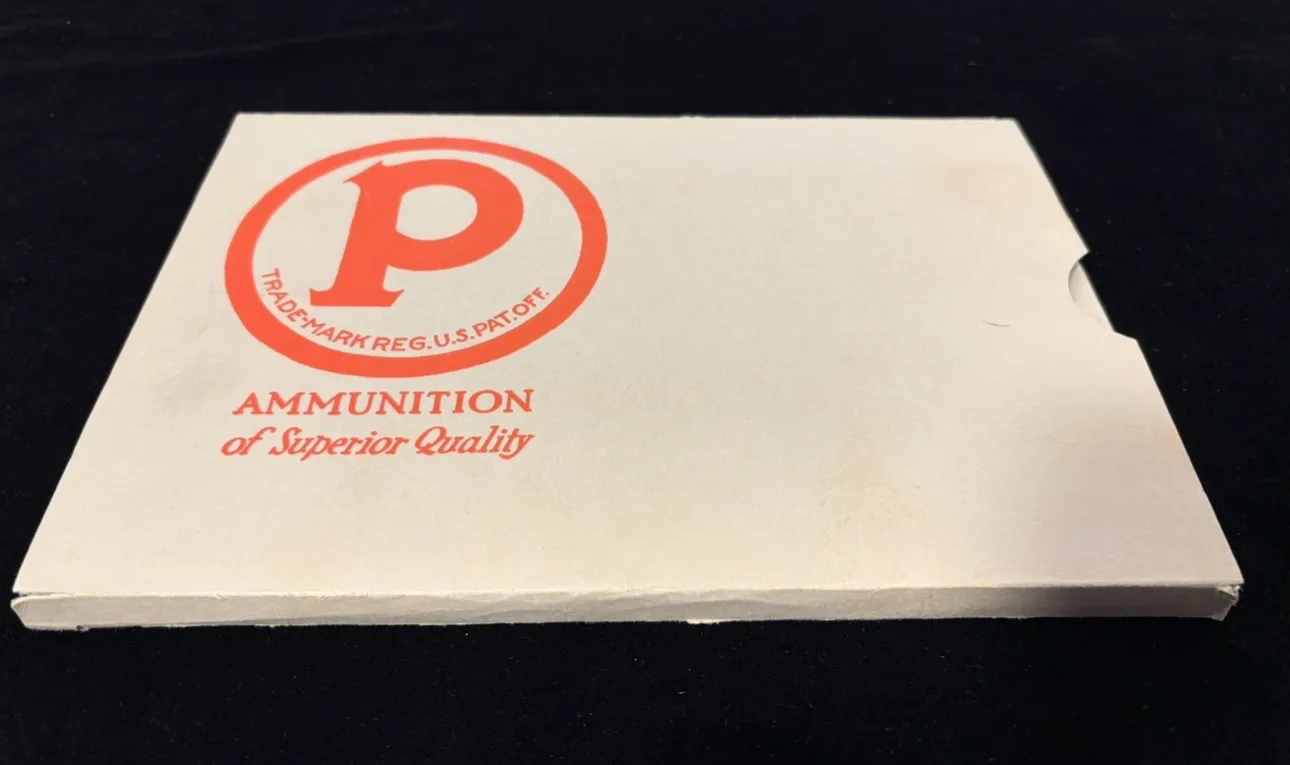 P
TRADE-MARK REG. U.S. PAT. OFF.
AMMUNITION
of Superior Quality